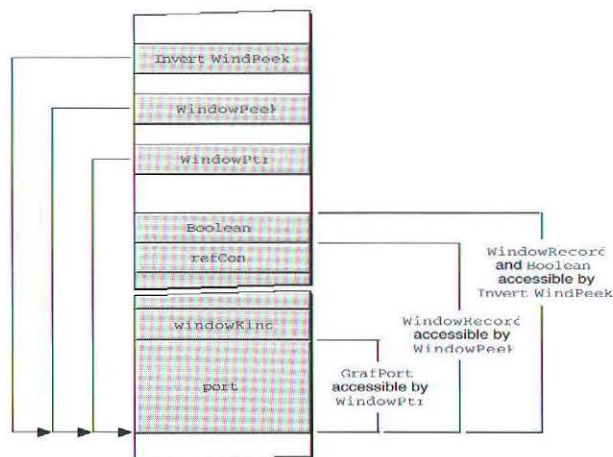 Invert WindPeek
WindowPeek
WindowPtr
Boolean
refCon
windowKind
port
WindowRecord
and Boolean
accessible by
Invert WindPeek
WindowRecord
accessible by
WindowPeek
GrafPort
accessible by
WindowPtr